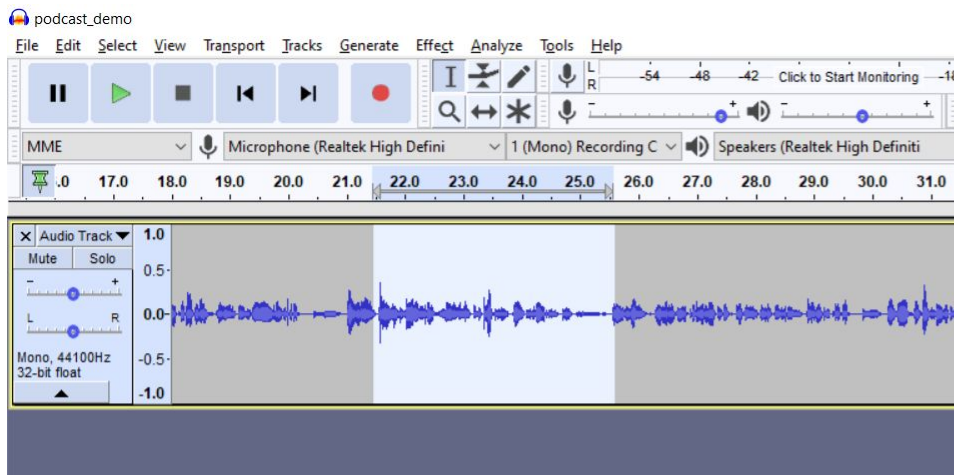 podcast_demo
File Edit Select View Transport Tracks Generate Effect Analyze Tools Help
L
R
-54 -48 -42 Click to Start Monitoring -18
- + - +
MME Microphone (Realtek High Defini 1 (Mono) Recording C Speakers (Realtek High Definiti
.0 17.0 18.0 19.0 20.0 21.0 22.0 23.0 24.0 25.0 26.0 27.0 28.0 29.0 30.0 31.0
X Audio Track 1.0
Mute Solo
0.5
- +
L R
0.0
Mono, 44100Hz
32-bit float
-0.5
-1.0